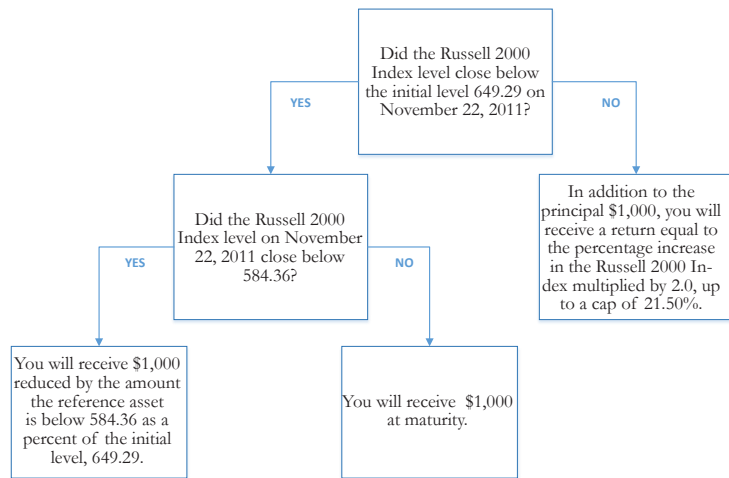 Did the Russell 2000
Index level close below
the initial level 649.29 on
November 22, 2011?
YES
NO
Did the Russell 2000
Index level on November
22, 2011 close below
584.36?
In addition to the
principal $1,000, you will
receive a return equal to
the percentage increase
in the Russell 2000 In-
dex multiplied by 2.0, up
to a cap of 21.50%.
YES
NO
You will receive $1,000
reduced by the amount
the reference asset
is below 584.36 as a
percent of the initial
level, 649.29.
You will receive $1,000
at maturity.